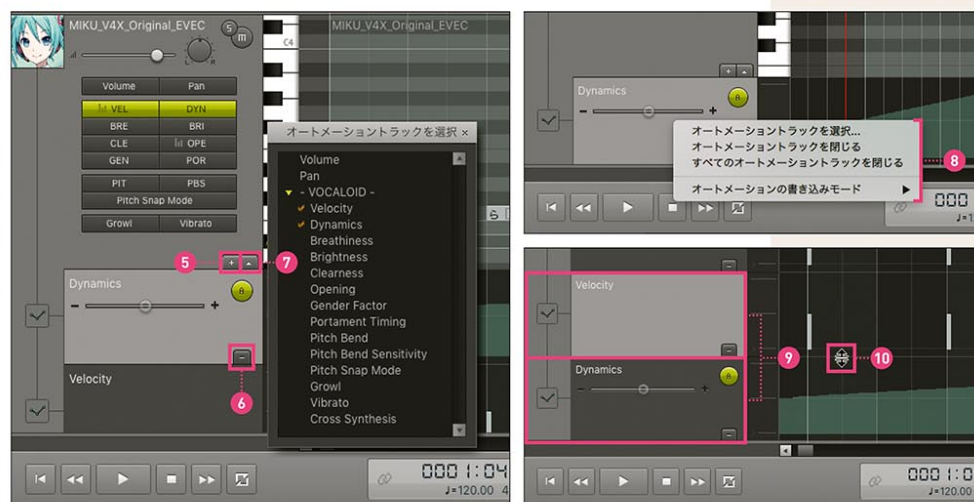 MIKU_V4X_Original_EVEC
S
m
L R
Volume Pan
VEL DYN
BRE BRI
CLE OPE
GEN POR
PIT PBS
Pitch Snap Mode
Growl Vibrato
5
+
7
Dynamics
A
- +
-
6
Velocity
C4
MIKU_V4X_Original_EVEC
オートメーショントラックを選択 ×
Volume
Pan
- VOCALOID -
Velocity
Dynamics
Breathiness
Brightness
Clearness
Opening
Gender Factor
Portament Timing
Pitch Bend
Pitch Bend Sensitivity
Pitch Snap Mode
Growl
Vibrato
Cross Synthesis
ら
0001:04
♩=120.00 4
+
Dynamics
A
- +
オートメーショントラックを選択...
オートメーショントラックを閉じる
すべてのオートメーショントラックを閉じる
オートメーションの書き込みモード
8
000
♩=1
-
Velocity
-
9
10
Dynamics
A
- +
-
0001:0
♩=120.00